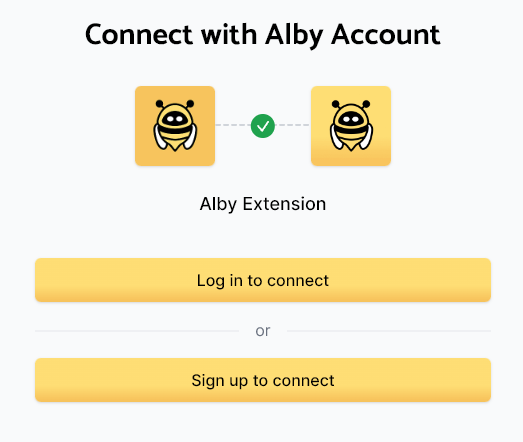 Connect with Alby Account
Alby Extension
Log in to connect
or
Sign up to connect